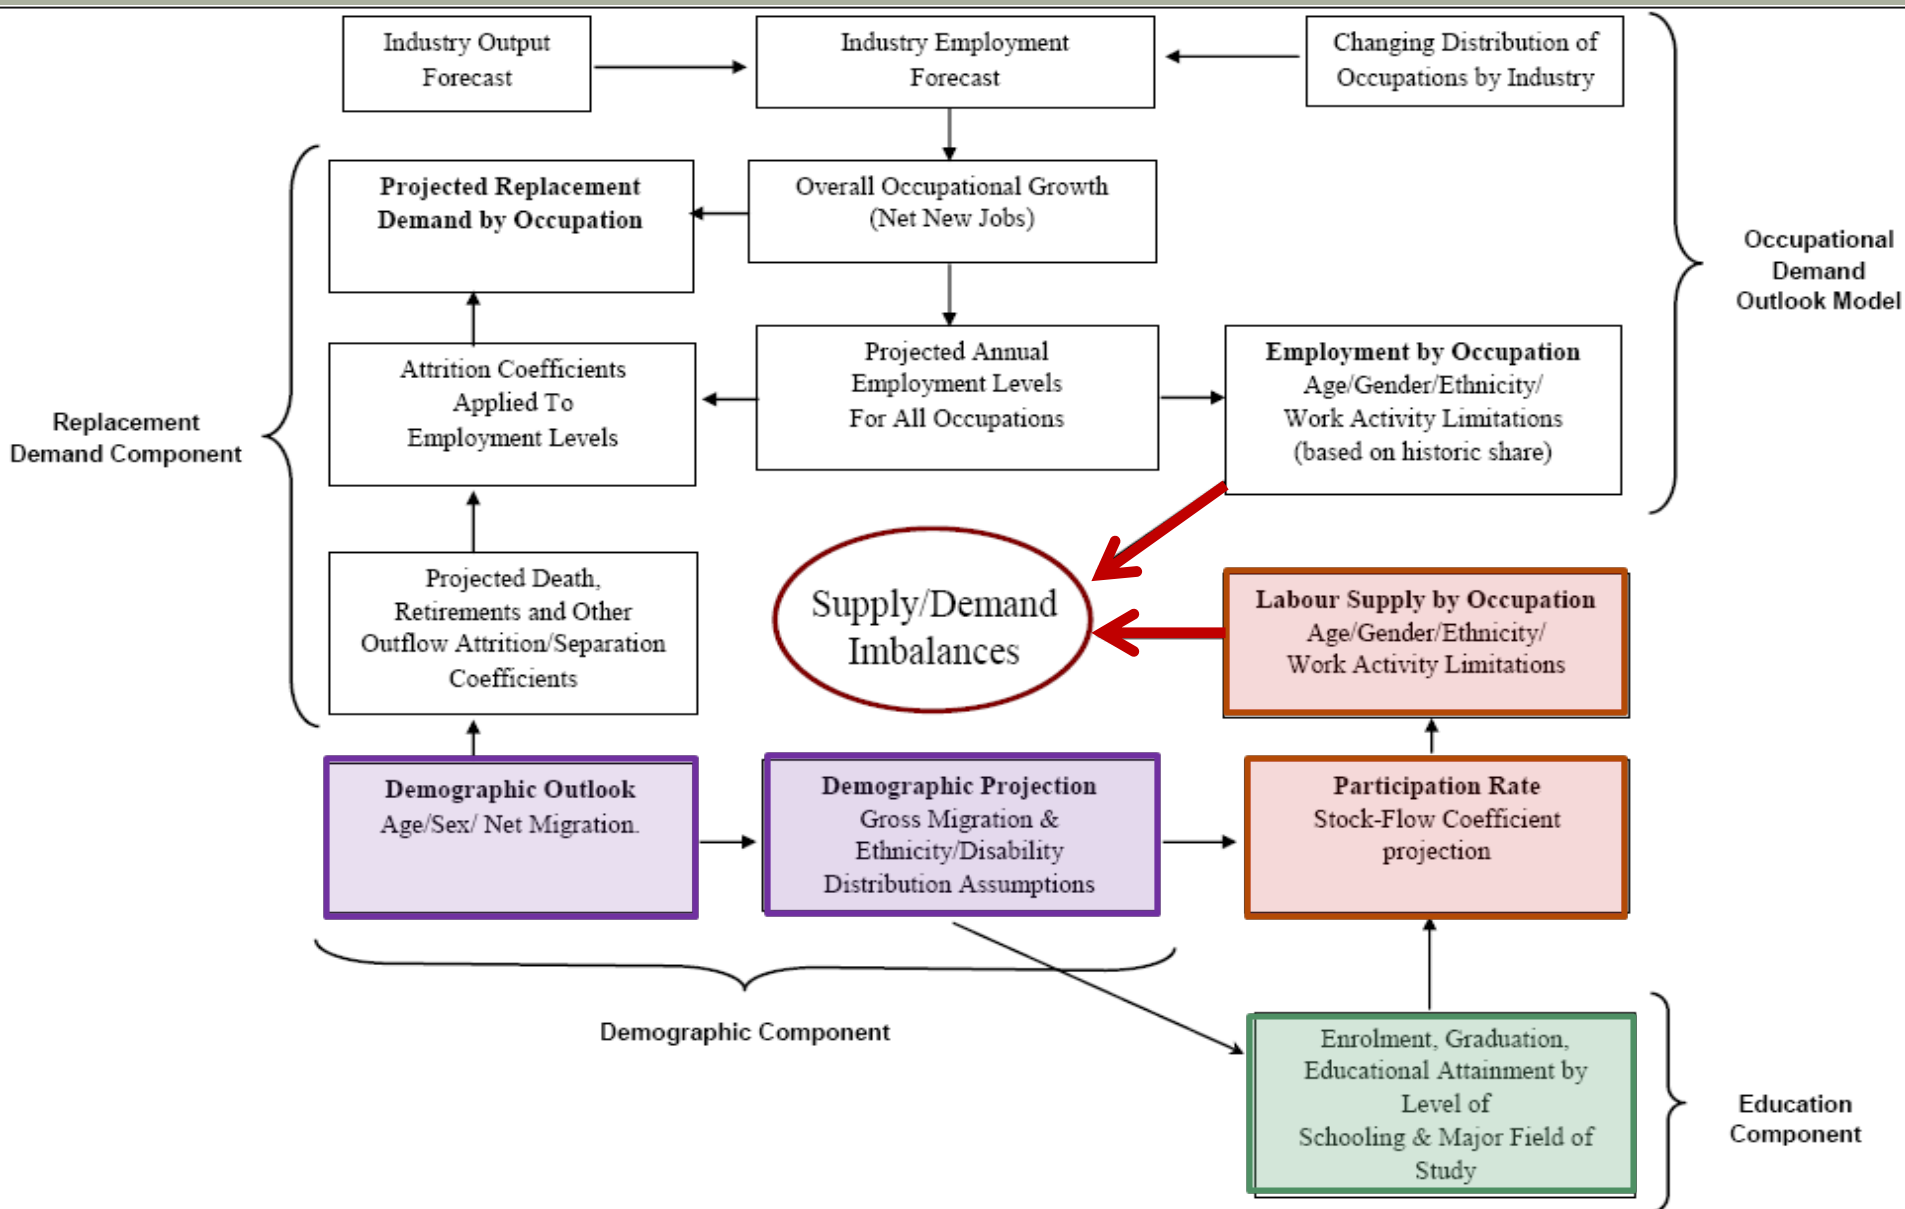 Industry Output
Forecast
Industry Employment
Forecast
Changing Distribution of
Occupations by Industry
Projected Replacement
Demand by Occupation
Overall Occupational Growth
(Net New Jobs)
Occupational
Demand
Outlook Model
Attrition Coefficients
Applied To
Employment Levels
Projected Annual
Employment Levels
For All Occupations
Employment by Occupation
Age/Gender/Ethnicity/
Work Activity Limitations
(based on historic share)
Replacement
Demand Component
Projected Death,
Retirements and Other
Outflow Attrition/Separation
Coefficients
Supply/Demand
Imbalances
Labour Supply by Occupation
Age/Gender/Ethnicity/
Work Activity Limitations
Demographic Outlook
Age/Sex/ Net Migration.
Demographic Projection
Gross Migration &
Ethnicity/Disability
Distribution Assumptions
Participation Rate
Stock-Flow Coefficient
projection
Demographic Component
Enrolment, Graduation,
Educational Attainment by
Level of
Schooling & Major Field of
Study
Education
Component